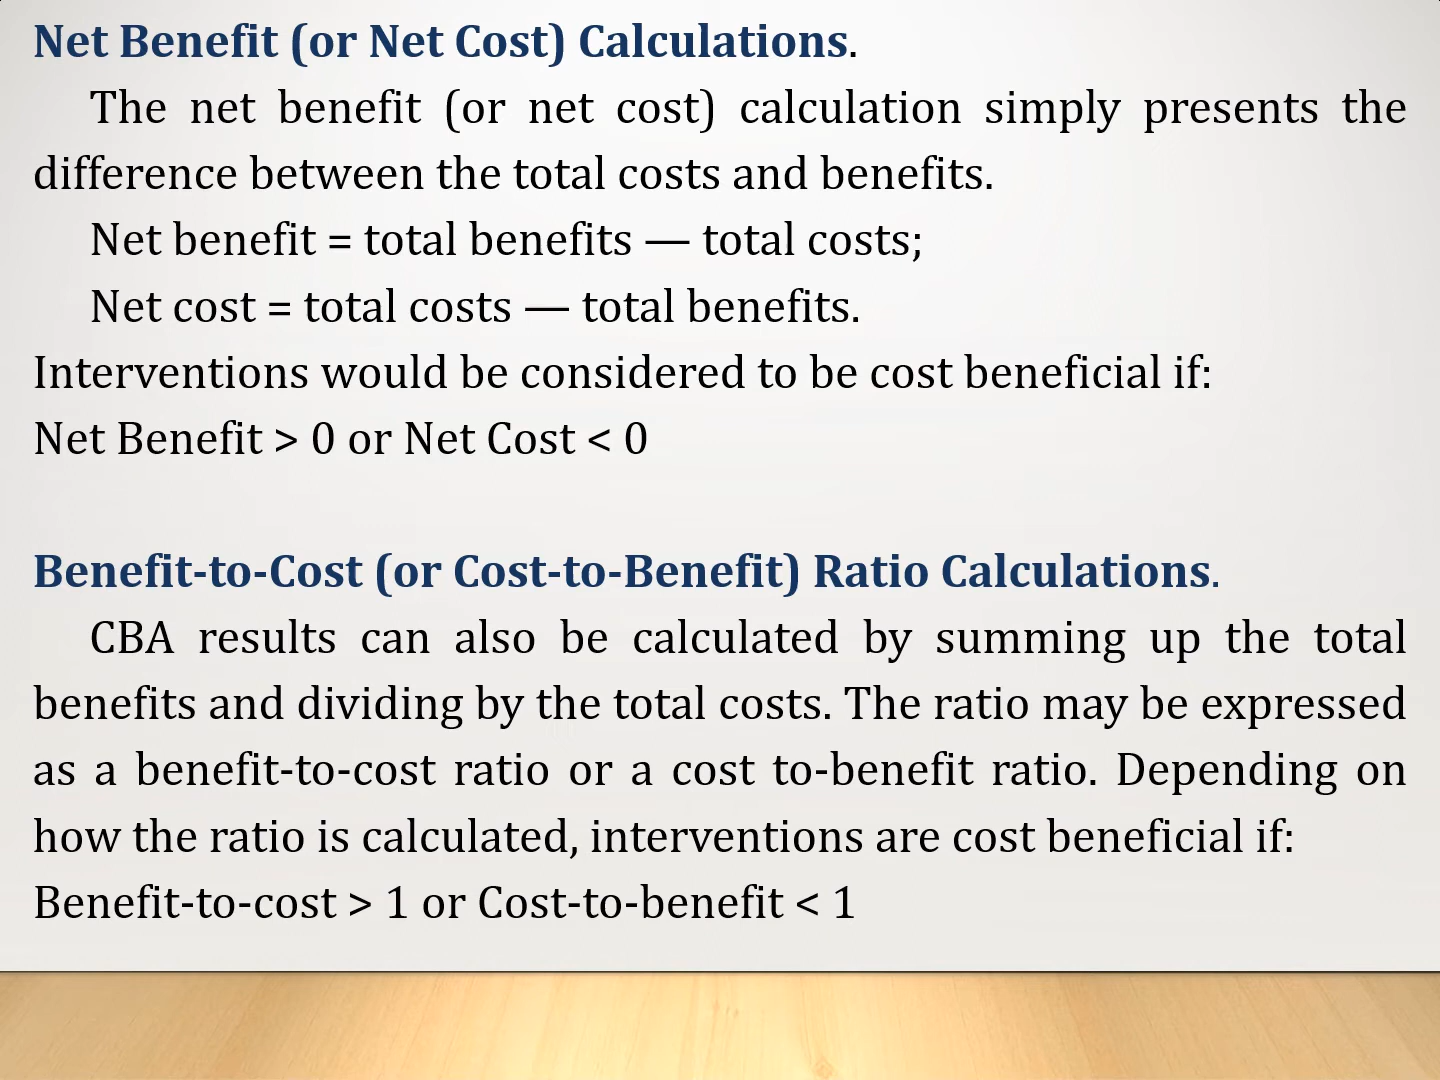 Net Benefit (or Net Cost) Calculations.
The net benefit (or net cost) calculation simply presents the
difference between the total costs and benefits.
Net benefit = total benefits — total costs;
Net cost = total costs — total benefits.
Interventions would be considered to be cost beneficial if:
Net Benefit > 0 or Net Cost < 0
Benefit-to-Cost (or Cost-to-Benefit) Ratio Calculations.
CBA results can also be calculated by summing up the total
benefits and dividing by the total costs. The ratio may be expressed
as a benefit-to-cost ratio or a cost to-benefit ratio. Depending on
how the ratio is calculated, interventions are cost beneficial if:
Benefit-to-cost > 1 or Cost-to-benefit < 1